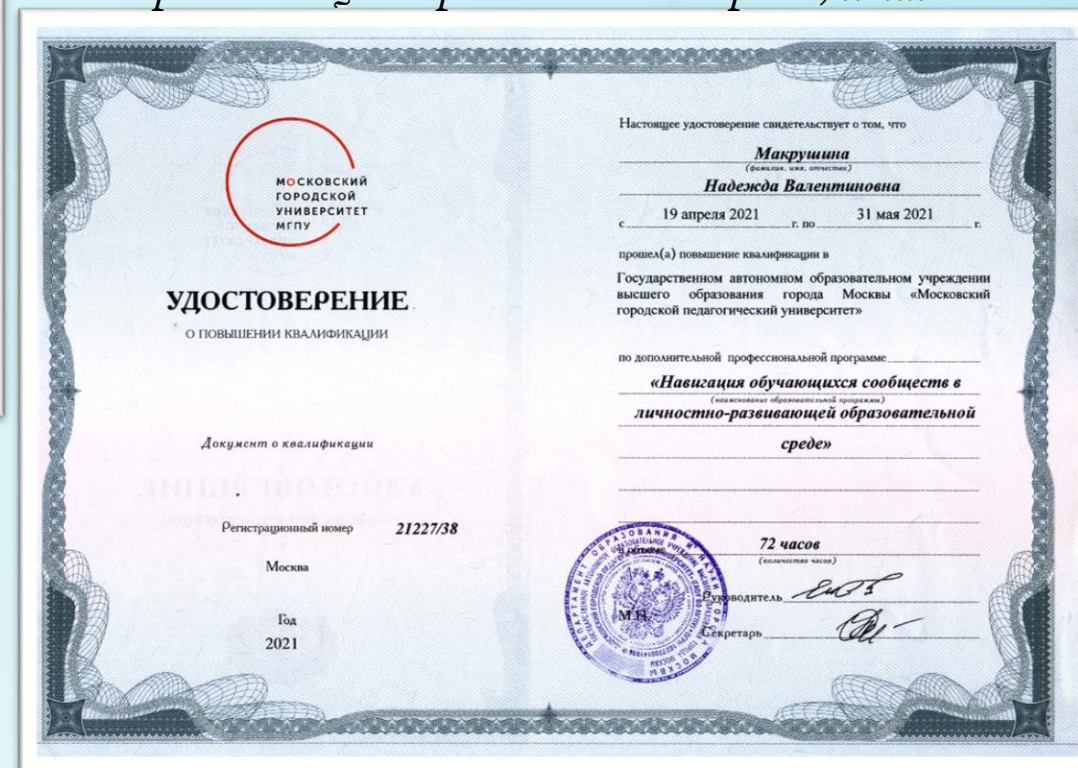 МОСКОВСКИЙ
ГОРОДСКОЙ
УНИВЕРСИТЕТ
МГПУ
УДОСТОВЕРЕНИЕ
О ПОВЫШЕНИИ КВАЛИФИКАЦИИ
Документ о квалификации
Регистрационный номер 21227/38
Москва
Год
2021
Настоящее удостоверение свидетельствует о том, что
Макрушина
(фамилия, имя, отчество)
Надежда Валентиновна
с 19 апреля 2021 г. по 31 мая 2021 г.
прошел(а) повышение квалификации в
Государственном автономном образовательном учреждении
высшего образования города Москвы «Московский
городской педагогический университет»
по дополнительной профессиональной программе
«Навигация обучающихся сообществ в
(наименование образовательной программы)
личностно-развивающей образовательной
среде»
в объеме 72 часов
(количество часов)
Руководитель
М.П.
Секретарь